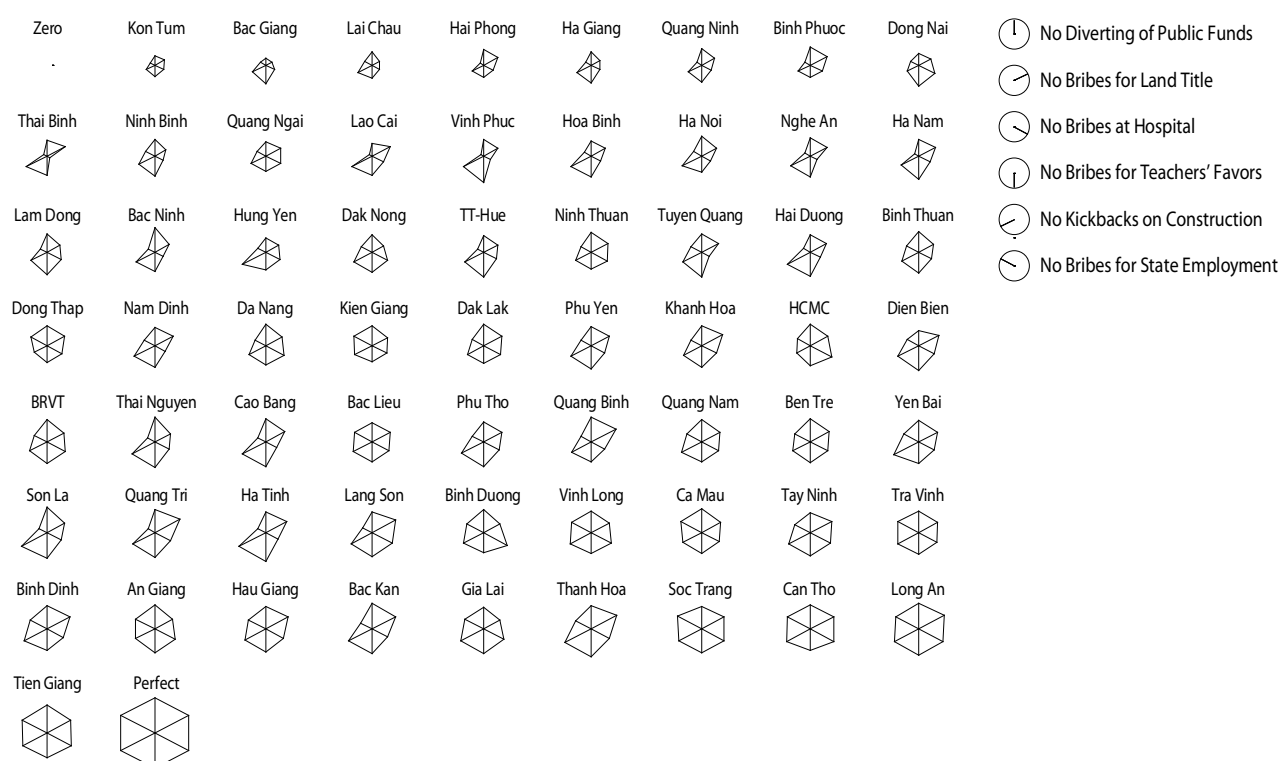 Zero Kon Tum Bac Giang Lai Chau Hai Phong Ha Giang Quang Ninh Binh Phuoc Dong Nai
Thai Binh Ninh Binh Quang Ngai Lao Cai Vinh Phuc Hoa Binh Ha Noi Nghe An Ha Nam
Lam Dong Bac Ninh Hung Yen Dak Nong TT-Hue Ninh Thuan Tuyen Quang Hai Duong Binh Thuan
Dong Thap Nam Dinh Da Nang Kien Giang Dak Lak Phu Yen Khanh Hoa HCMC Dien Bien
BRVT Thai Nguyen Cao Bang Bac Lieu Phu Tho Quang Binh Quang Nam Ben Tre Yen Bai
Son La Quang Tri Ha Tinh Lang Son Binh Duong Vinh Long Ca Mau Tay Ninh Tra Vinh
Binh Dinh An Giang Hau Giang Bac Kan Gia Lai Thanh Hoa Soc Trang Can Tho Long An
Tien Giang Perfect
No Diverting of Public Funds
No Bribes for Land Title
No Bribes at Hospital
No Bribes for Teachers’ Favors
No Kickbacks on Construction
No Bribes for State Employment